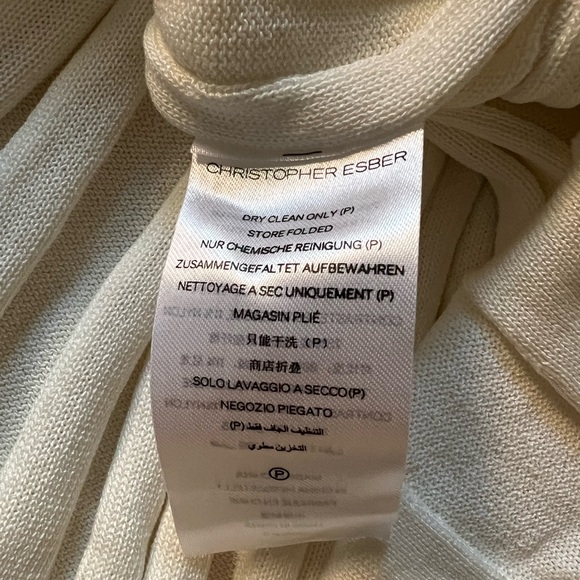 CHRISTOPHER ESBER
DRY CLEAN ONLY (P)
STORE FOLDED
NUR CHEMISCHE REINIGUNG (P)
ZUSAMMENGEFALTET AUFBEWAHREN
NETTOYAGE A SEC UNIQUEMENT (P)
MAGASIN PLIÉ
只能干洗 (P)
商店折叠
SOLO LAVAGGIO A SECCO(P)
NEGOZIO PIEGATO
التنظيف الجاف فقط (P)
التخزين مطوي
P